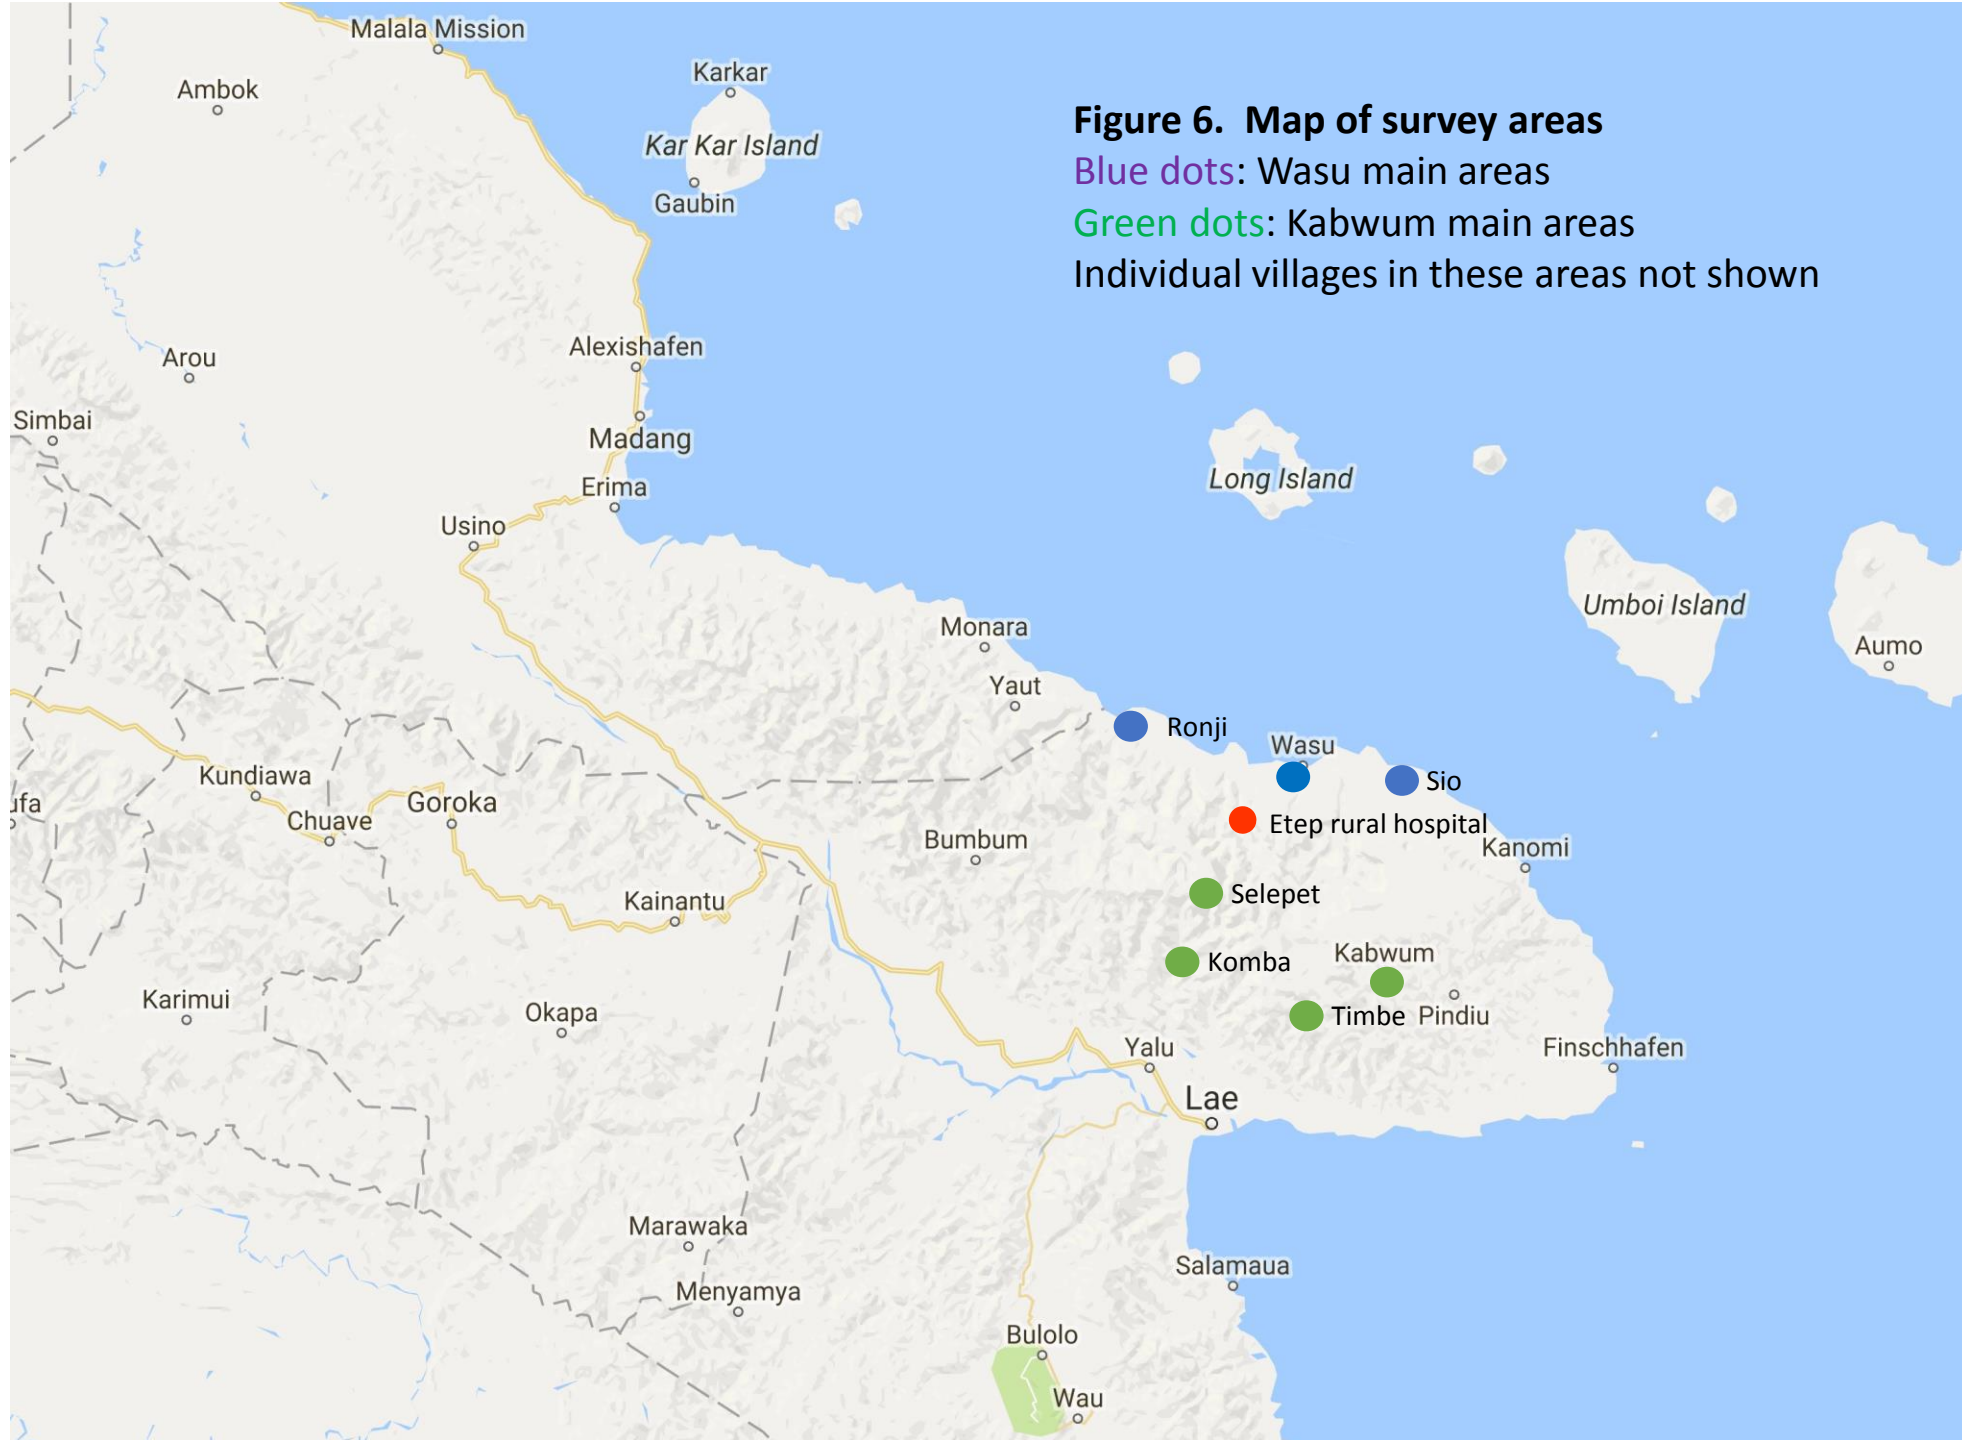 Malala Mission
Ambok
Karkar
Kar Kar Island
Gaubin
Figure 6. Map of survey areas
Blue dots: Wasu main areas
Green dots: Kabwum main areas
Individual villages in these areas not shown
Arou
Alexishafen
Simbai
Madang
Long Island
Erima
Usino
Umboi Island
Monara
Aumo
Yaut
Ronji
Wasu
Sio
Kundiawa
ufa
Goroka
Chuave
Etep rural hospital
Bumbum
Kanomi
Kainantu
Selepet
Komba
Kabwum
Karimui
Okapa
Timbe
Pindiu
Yalu
Finschhafen
Lae
Marawaka
Salamaua
Menyamya
Bulolo
Wau